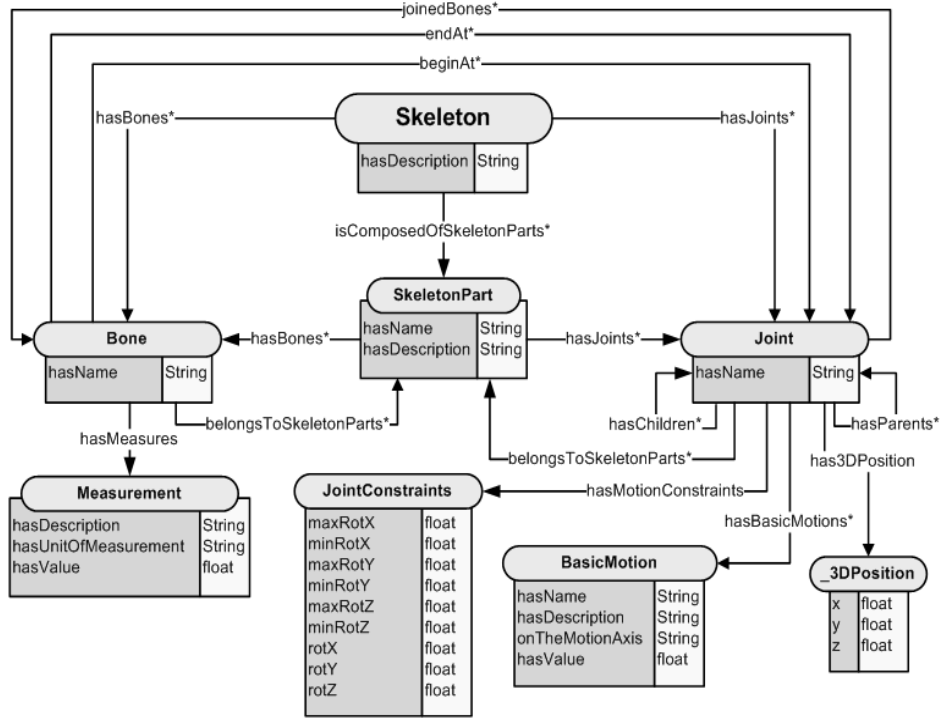 joinedBones*
endAt*
beginAt*
hasBones*
Skeleton
hasJoints*
hasDescription String
isComposedOfSkeletonParts*
SkeletonPart
hasName String
hasDescription String
Bone
hasName String
hasBones*
hasJoints*
Joint
hasName String
belongsToSkeletonParts*
hasChildren*
hasParents*
hasMeasures
belongsToSkeletonParts*
has3DPosition
Measurement
hasDescription String
hasUnitOfMeasurement String
hasValue float
JointConstraints
maxRotX float
minRotX float
maxRotY float
minRotY float
maxRotZ float
minRotZ float
rotX float
rotY float
rotZ float
hasMotionConstraints
hasBasicMotions*
BasicMotion
hasName String
hasDescription String
onTheMotionAxis String
hasValue float
_3DPosition
x float
y float
z float